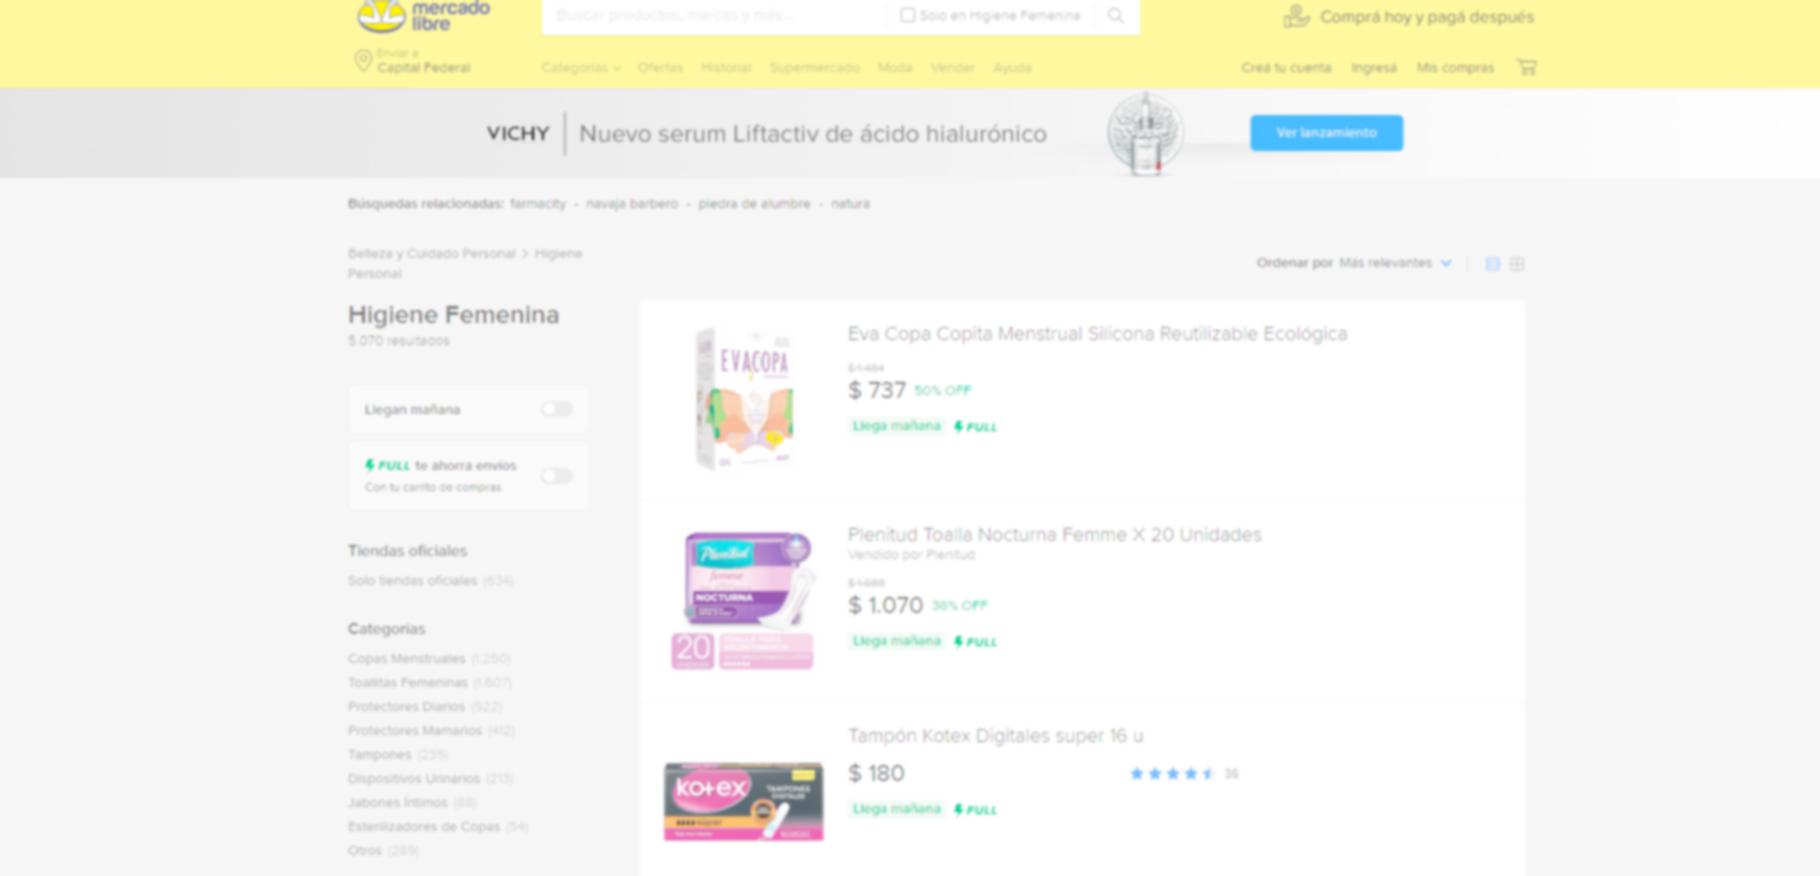 mercado
libre
Buscar productos, marcas y más...
Solo en Higiene Femenina
Comprá hoy y pagá después
Enviar a
Capital Federal
Categorías
Ofertas
Historial
Supermercado
Moda
Vender
Ayuda
Creá tu cuenta
Ingresá
Mis compras
VICHY
Nuevo serum Liftactiv de ácido hialurónico
Ver lanzamiento
Búsquedas relacionadas: farmacity - navaja barbero - piedra de alumbre - natura
Belleza y Cuidado Personal > Higiene
Personal
Ordenar por Más relevantes
Higiene Femenina
5.070 resultados
Llegan mañana
FULL te ahorra envíos
Con tu carrito de compras
Tiendas oficiales
Solo tiendas oficiales (634)
Categorías
Copas Menstruales (1.250)
Toallitas Femeninas (1.607)
Protectores Diarios (922)
Protectores Mamarios (412)
Tampones (235)
Dispositivos Urinarios (213)
Jabones Íntimos (88)
Esterilizadores de Copas (54)
Otros (289)
EVACOPA
Eva Copa Copita Menstrual Silicona Reutilizable Ecológica
$ 737 50% OFF
Llega mañana FULL
Plenitud
femme
NOCTURNA
20
Plenitud Toalla Nocturna Femme X 20 Unidades
Vendido por Plenitud
$ 1.070 36% OFF
Llega mañana FULL
kotex
TAMPONES
DIGITALES
super
Tampón Kotex Digitales super 16 u
$ 180
36
Llega mañana FULL